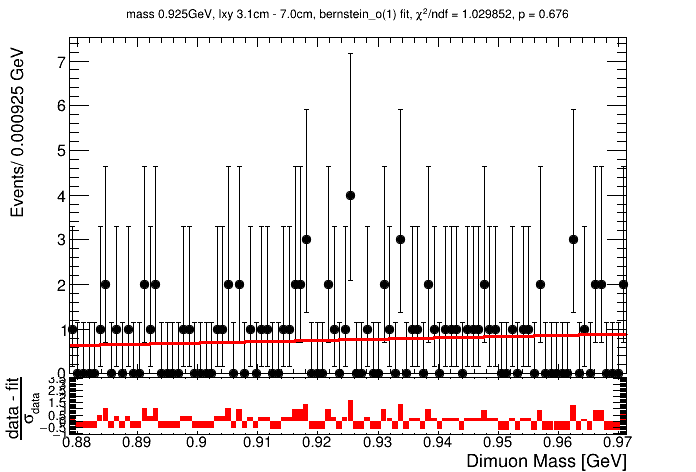 mass 0.925GeV, lxy 3.1cm - 7.0cm, bernstein_o(1) fit, χ²/ndf = 1.029852, p = 0.676
Events/ 0.000925 GeV
7
6
5
4
3
2
1
0
data - fit
σdata
0.88 0.89 0.9 0.91 0.92 0.93 0.94 0.95 0.96 0.97
Dimuon Mass [GeV]